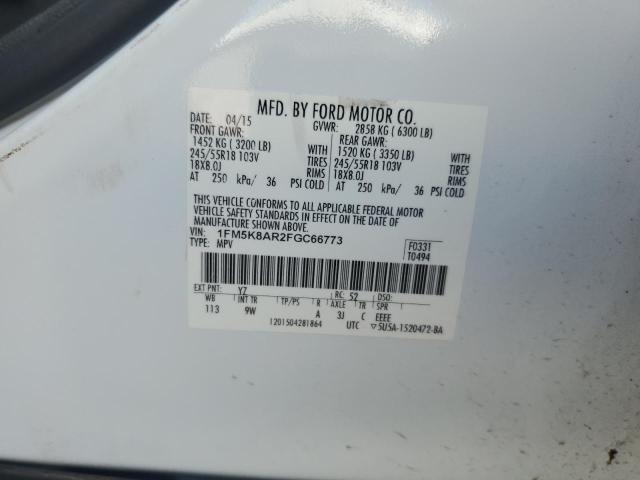 MFD. BY FORD MOTOR CO.
DATE: 04/15 GVWR: 2858 KG ( 6300 LB)
FRONT GAWR: REAR GAWR:
1452 KG ( 3200 LB) 1520 KG ( 3350 LB)
245/55R18 103V TIRES 245/55R18 103V TIRES
18X8.0J RIMS 18X8.0J RIMS
AT 250 kPa/ 36 PSI COLD AT 250 kPa/ 36 PSI COLD
THIS VEHICLE CONFORMS TO ALL APPLICABLE FEDERAL MOTOR
VEHICLE SAFETY STANDARDS IN EFFECT ON THE DATE OF
MANUFACTURE SHOWN ABOVE.
VIN: 1FM5K8AR2FGC66773 F0331
TYPE: MPV T0494
EXT PNT: YZ RC: 52 DSO:
WB INT TR TP/PS R AXLE TR SPR
113 9W A 3J C EEEE
1201504281864 UTC ▽5U5A-1520472-BA